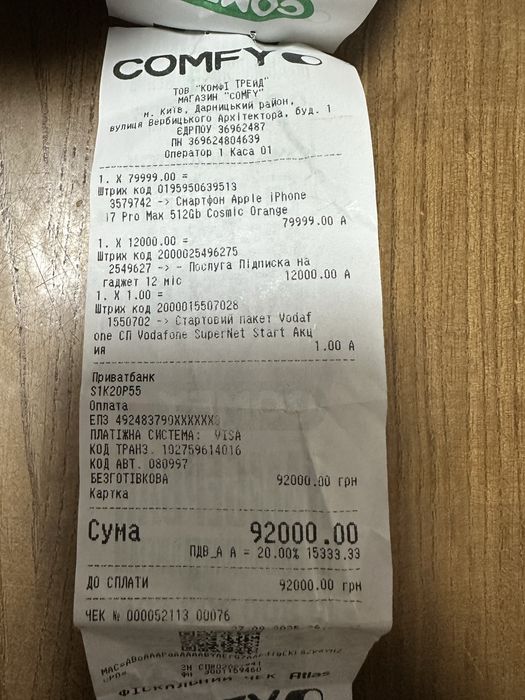 COMFY
ТОВ "КОМФІ ТРЕЙД"
МАГАЗИН "COMFY"
м. Київ, Дарницький район,
вулиця Вербицького Архітектора, буд. 1
ЄДРПОУ 36962487
ПН 369624804639
Оператор 1 Каса 01
1. X 79999.00 =
Штрих код 0195950639513
3579742 -> Смартфон Apple iPhone
17 Pro Max 512Gb Cosmic Orange
79999.00 А
1. X 12000.00 =
Штрих код 2000025496275
2549627 -> - Послуга Підписка на
гаджет 12 міс 12000.00 А
1. X 1.00 =
Штрих код 2000015507028
1550702 -> Стартовий пакет Vodaf
one СП Vodafone SuperNet Start Акц
ия 1.00 А
Приватбанк
S1K20P55
Оплата
ЕПЗ 492483790XXXXXX
ПЛАТІЖНА СИСТЕМА: VISA
КОД ТРАНЗ. 102759614016
КОД АВТ. 080997
БЕЗГОТІВКОВА 92000.00 грн
Картка
Сума 92000.00
ПДВ_А А = 20.00% 15333.33
ДО СПЛАТИ 92000.00 грн
ЧЕК № 000052113 00076
ФІСКАЛЬНИЙ ЧЕК Atlas
COMFY